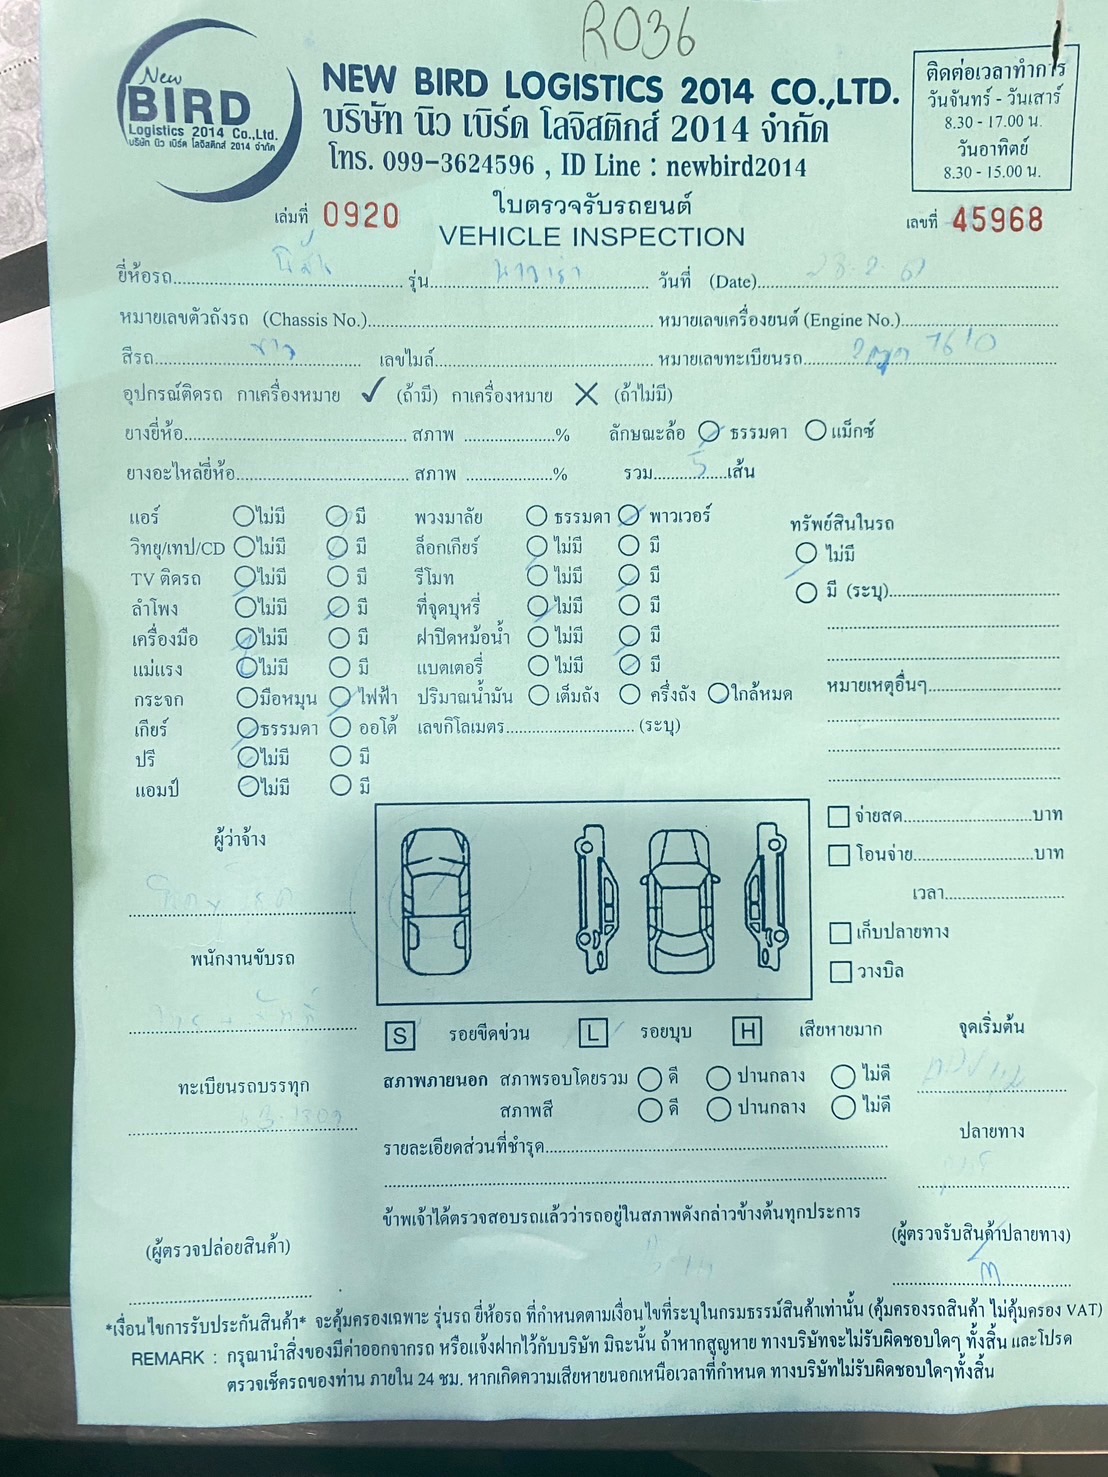 R036
New
BIRD
Logistics 2014 Co.,Ltd.
บริษัท นิว เบิร์ด โลจิสติกส์ 2014 จำกัด
NEW BIRD LOGISTICS 2014 CO.,LTD.
บริษัท นิว เบิร์ด โลจิสติกส์ 2014 จำกัด
โทร. 099-3624596 , ID Line : newbird2014
ติดต่อเวลาทำการ
วันจันทร์ - วันเสาร์
8.30 - 17.00 น.
วันอาทิตย์
8.30 - 15.00 น.
เล่มที่ 0920
ใบตรวจรับรถยนต์
VEHICLE INSPECTION
เลขที่ 45968
ยี่ห้อรถ นิสัน รุ่น นาวาร่า วันที่ (Date)
หมายเลขตัวถังรถ (Chassis No.) หมายเลขเครื่องยนต์ (Engine No.)
สีรถ ขาว เลขไมล์ หมายเลขทะเบียนรถ 7610
อุปกรณ์ติดรถ กาเครื่องหมาย ✓ (ถ้ามี) กาเครื่องหมาย ✕ (ถ้าไม่มี)
ยางยี่ห้อ สภาพ % ลักษณะล้อ ธรรมดา แม็กซ์
ยางอะไหล่ยี่ห้อ สภาพ % รวม 5 เส้น
แอร์ ไม่มี มี พวงมาลัย ธรรมดา พาวเวอร์
วิทยุ/เทป/CD ไม่มี มี ล็อกเกียร์ ไม่มี มี
TV ติดรถ ไม่มี มี รีโมท ไม่มี มี
ลำโพง ไม่มี มี ที่จุดบุหรี่ ไม่มี มี
เครื่องมือ ไม่มี มี ฝาปิดหม้อน้ำ ไม่มี มี
แม่แรง ไม่มี มี แบตเตอรี่ ไม่มี มี
กระจก มือหมุน ไฟฟ้า ปริมาณน้ำมัน เต็มถัง ครึ่งถัง ใกล้หมด
เกียร์ ธรรมดา ออโต้ เลขกิโลเมตร (ระบุ)
ปรี ไม่มี มี
แอมป์ ไม่มี มี
ทรัพย์สินในรถ
ไม่มี
มี (ระบุ)
หมายเหตุอื่นๆ
ผู้ว่าจ้าง
พนักงานขับรถ
ทะเบียนรถบรรทุก
จ่ายสด บาท
โอนจ่าย บาท
เวลา
เก็บปลายทาง
วางบิล
S รอยขีดข่วน L รอยบุบ H เสียหายมาก
จุดเริ่มต้น
สภาพภายนอก สภาพรอบโดยรวม ดี ปานกลาง ไม่ดี
สภาพสี ดี ปานกลาง ไม่ดี
ปลายทาง
รายละเอียดส่วนที่ชำรุด
ข้าพเจ้าได้ตรวจสอบรถแล้วว่ารถอยู่ในสภาพดังกล่าวข้างต้นทุกประการ
(ผู้ตรวจปล่อยสินค้า)
(ผู้ตรวจรับสินค้าปลายทาง)
*เงื่อนไขการรับประกันสินค้า* จะคุ้มครองเฉพาะ รุ่นรถ ยี่ห้อรถ ที่กำหนดตามเงื่อนไขที่ระบุในกรมธรรม์สินค้าเท่านั้น (คุ้มครองรถสินค้า ไม่คุ้มครอง VAT)
REMARK : กรุณานำสิ่งของมีค่าออกจากรถ หรือแจ้งฝากไว้กับบริษัท มิฉะนั้น ถ้าหากสูญหาย ทางบริษัทจะไม่รับผิดชอบใดๆ ทั้งสิ้น และโปรด
ตรวจเช็ครถของท่าน ภายใน 24 ชม. หากเกิดความเสียหายนอกเหนือเวลาที่กำหนด ทางบริษัทไม่รับผิดชอบใดๆทั้งสิ้น